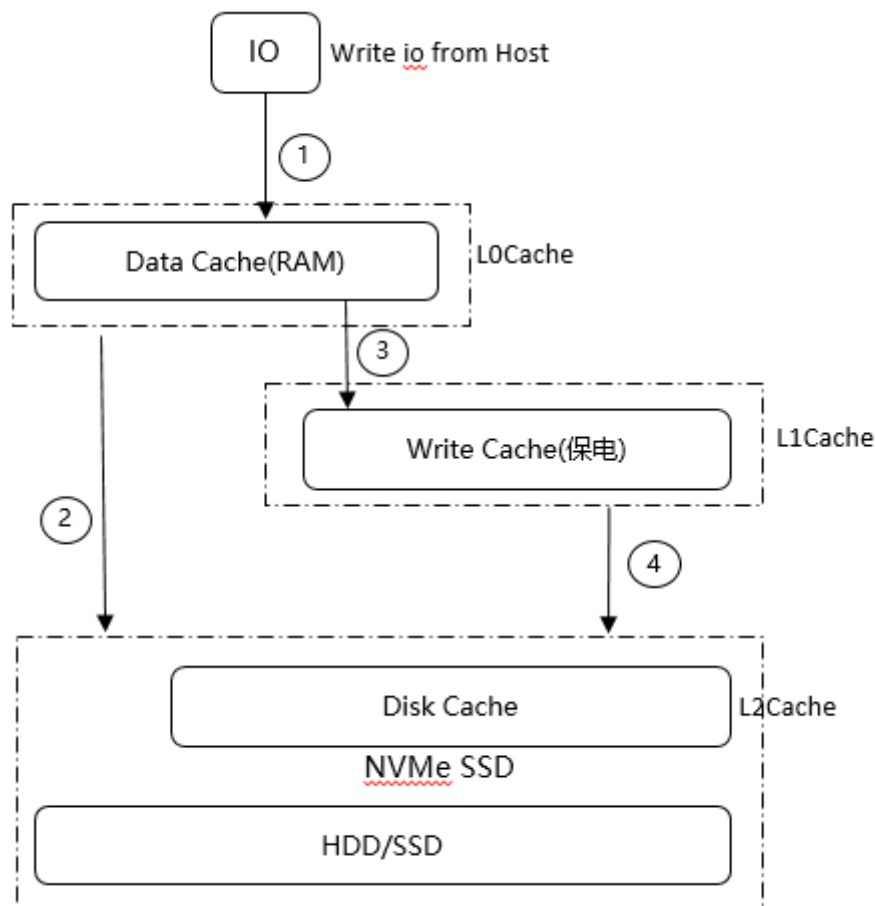 IO
Write io from Host
1
Data Cache(RAM)
L0Cache
3
Write Cache(保电)
L1Cache
2
4
Disk Cache
L2Cache
NVMe SSD
HDD/SSD